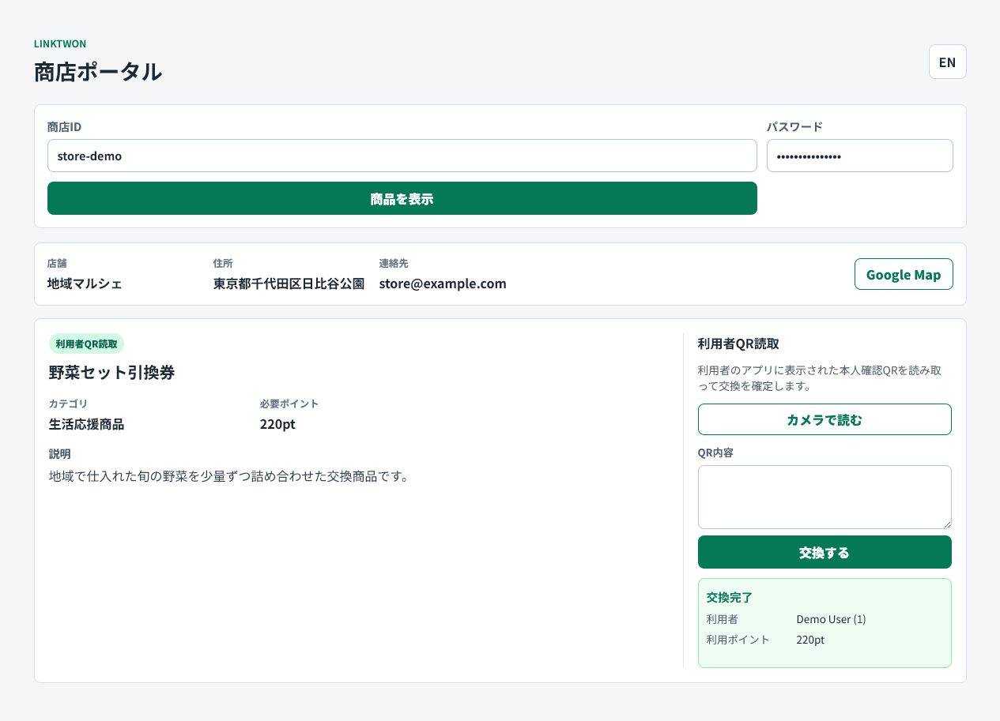 LINKTWON
商店ポータル
EN
商店ID
パスワード
store-demo
•••••••••••••••
商品を表示
店舗
住所
連絡先
地域マルシェ
東京都千代田区日比谷公園
store@example.com
Google Map
利用者QR読取
野菜セット引換券
カテゴリ
必要ポイント
生活応援商品
220pt
説明
地域で仕入れた旬の野菜を少量ずつ詰め合わせた交換商品です。
利用者QR読取
利用者のアプリに表示された本人確認QRを読み取
って交換を確定します。
カメラで読む
QR内容
交換する
交換完了
利用者 Demo User (1)
利用ポイント 220pt